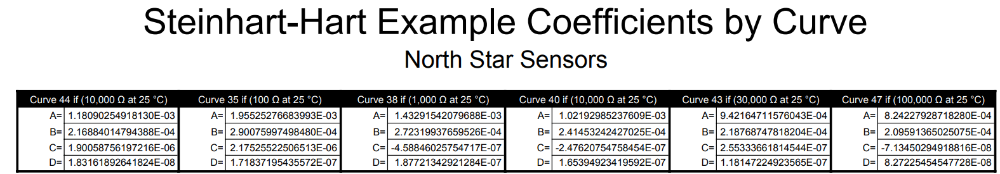 Steinhart-Hart Example Coefficients by Curve
North Star Sensors
Curve 44 if (10,000 Ω at 25 °C) Curve 35 if (100 Ω at 25 °C) Curve 38 if (1,000 Ω at 25 °C) Curve 40 if (10,000 Ω at 25 °C) Curve 43 if (30,000 Ω at 25 °C) Curve 47 if (100,000 Ω at 25 °C)
A= 1.18090254918130E-03 A= 1.95525276683993E-03 A= 1.43291542079688E-03 A= 1.02192985237609E-03 A= 9.42164711576043E-04 A= 8.24227928718280E-04
B= 2.16884014794388E-04 B= 2.90075997498480E-04 B= 2.72319937659526E-04 B= 2.41453242427025E-04 B= 2.18768747818204E-04 B= 2.09591365025075E-04
C= 1.90058756197216E-06 C= 2.17525522506513E-06 C= -4.58846025754717E-07 C= -2.47620754758454E-07 C= 2.55333661814544E-07 C= -7.13450294918816E-08
D= 1.83161892641824E-08 D= 1.71837195435572E-07 D= 1.87721342921284E-07 D= 1.65394923419592E-07 D= 1.18147224923565E-07 D= 8.27225454547728E-08